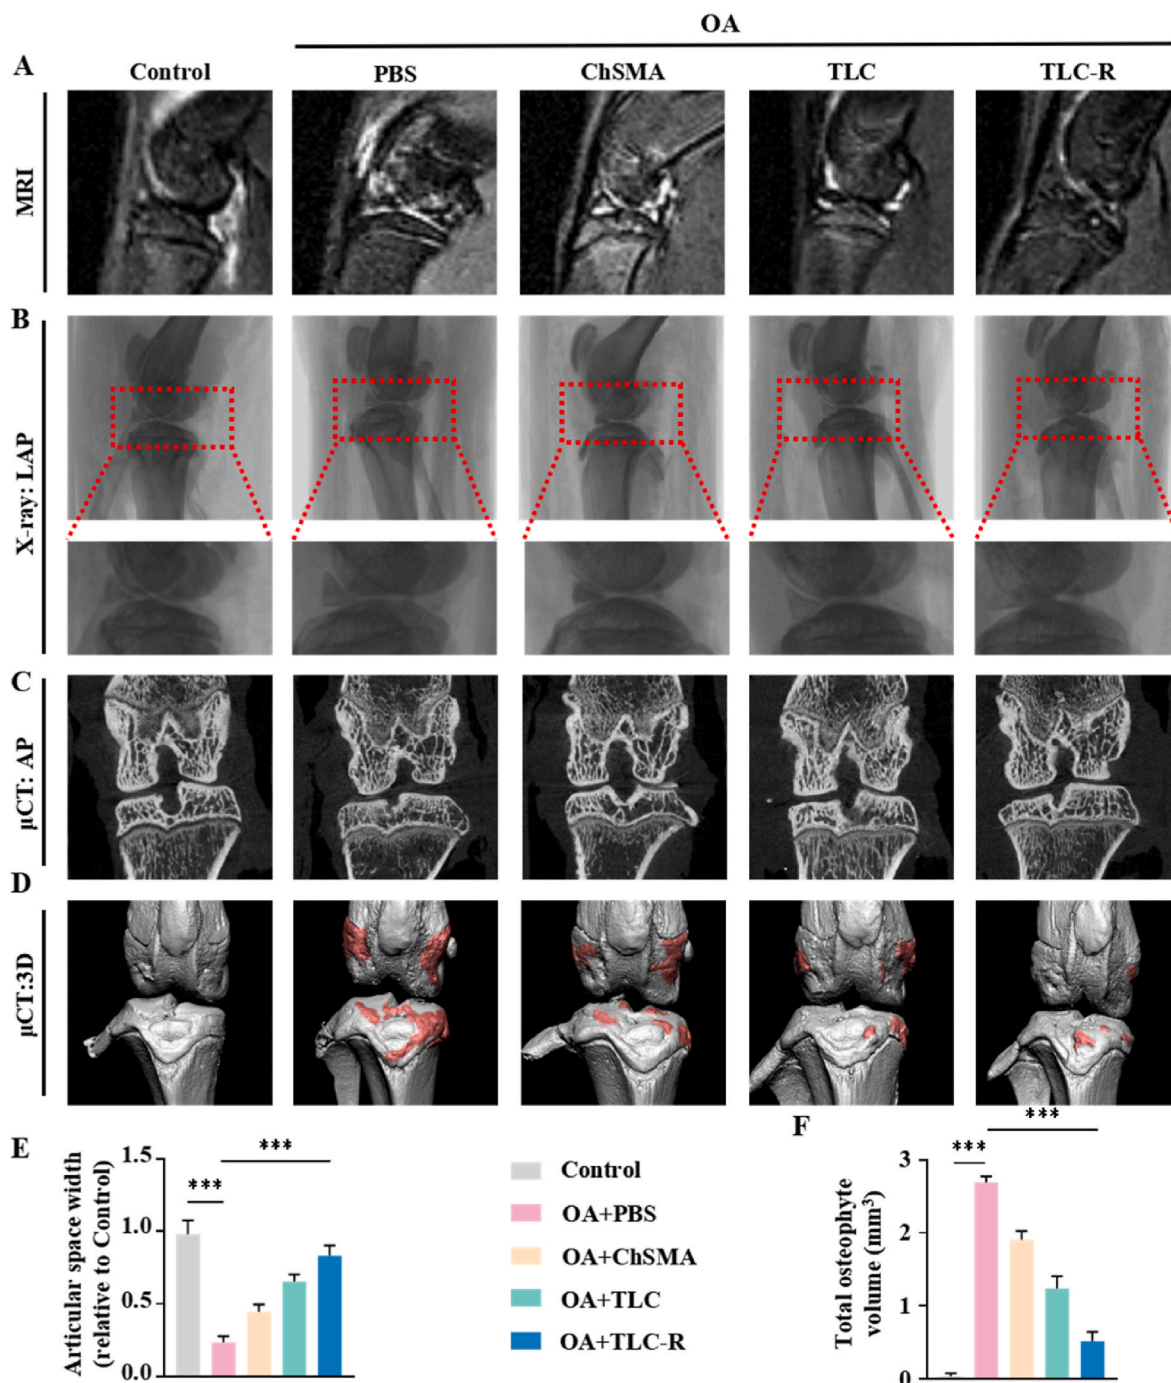 OA
A
Control
PBS
ChSMA
TLC
TLC-R
MRI
B
X-ray: LAP
C
μCT: AP
D
μCT:3D
E
Articular space width
(relative to Control)
1.5
1.0
0.5
0.0
***
***
Control
OA+PBS
OA+ChSMA
OA+TLC
OA+TLC-R
F
Total osteophyte
volume (mm³)
3
2
1
0
***
***